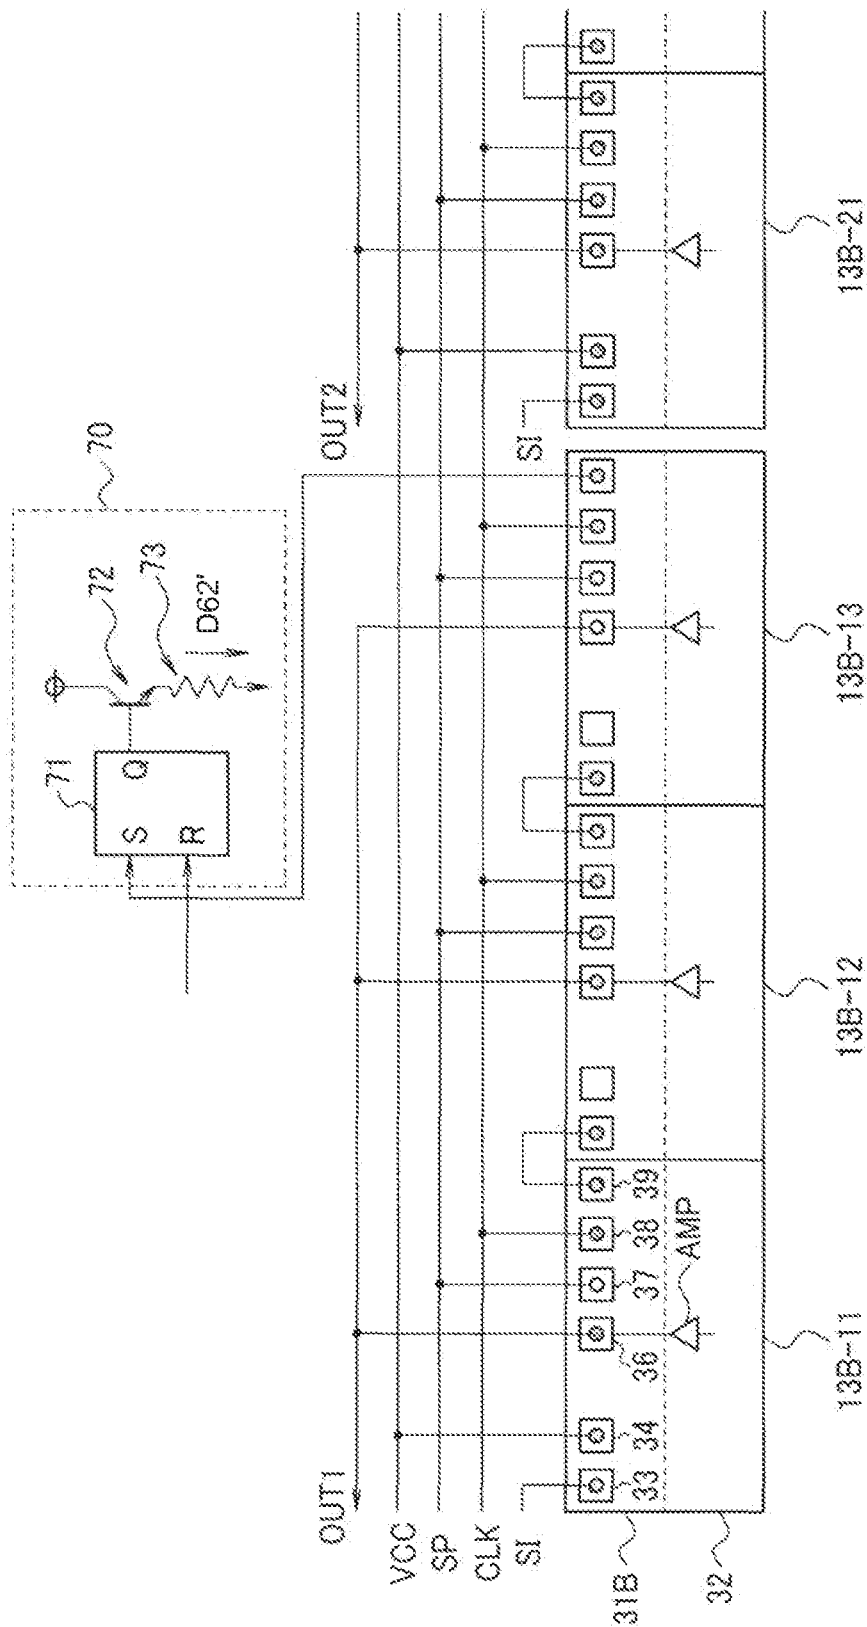 70
71
72
73
D62'
S
Q
R
OUT1
OUT2
VCC
SP
CLK
SI
SI
33
34
36
37
38
39
AMP
31B
32
13B-11
13B-12
13B-13
13B-21